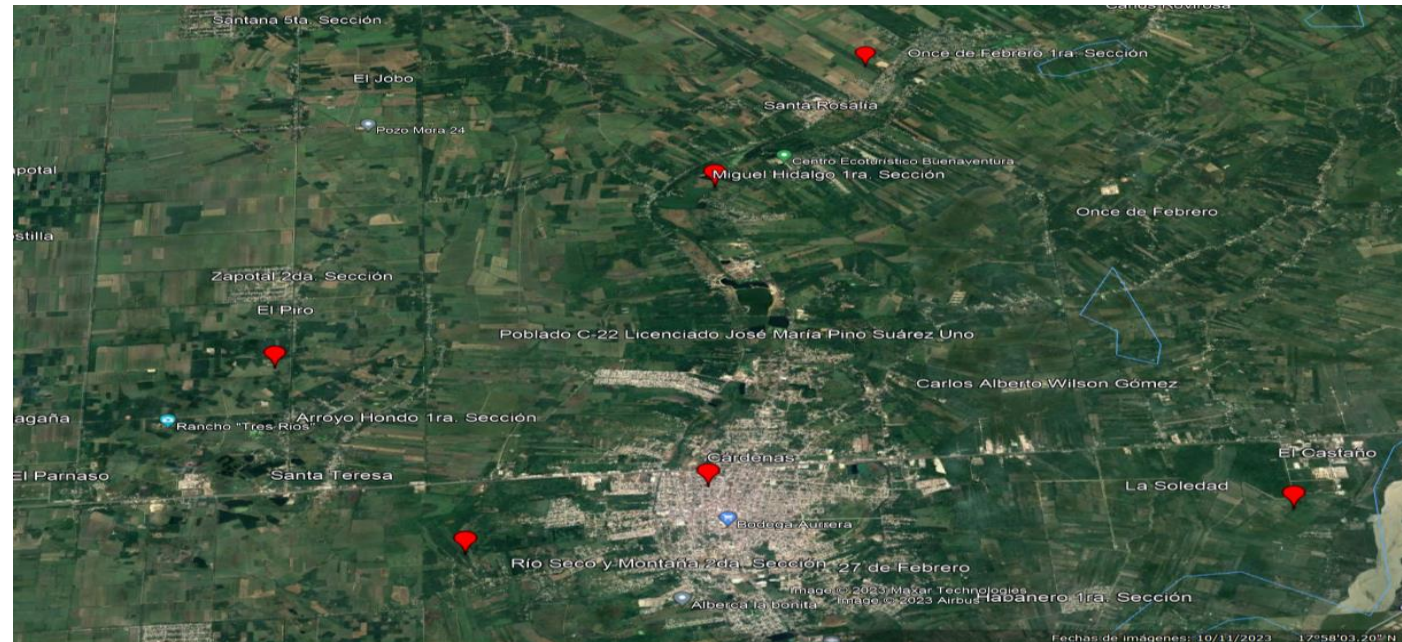 Carlos Rovirosa
Santana 5ta. Sección
Once de Febrero 1ra. Sección
El Jobo
Santa Rosalía
Pozo Mora 24
Centro Ecoturístico Buenaventura
Miguel Hidalgo 1ra. Sección
Once de Febrero
Zapotal 2da. Sección
El Piro
Poblado C-22 Licenciado José María Pino Suárez Uno
Carlos Alberto Wilson Gómez
Arroyo Hondo 1ra. Sección
Rancho "Tres Rios"
Cárdenas
El Castaño
El Parnaso
Santa Teresa
La Soledad
Bodega Aurrera
Río Seco y Montaña 2da. Sección
27 de Febrero
Image © 2023 Maxar Technologies
Image © 2023 Airbus
Habanero 1ra. Sección
Alberca la bonita
Fechas de imágenes: 10/11/2023 17°58'03.20" N